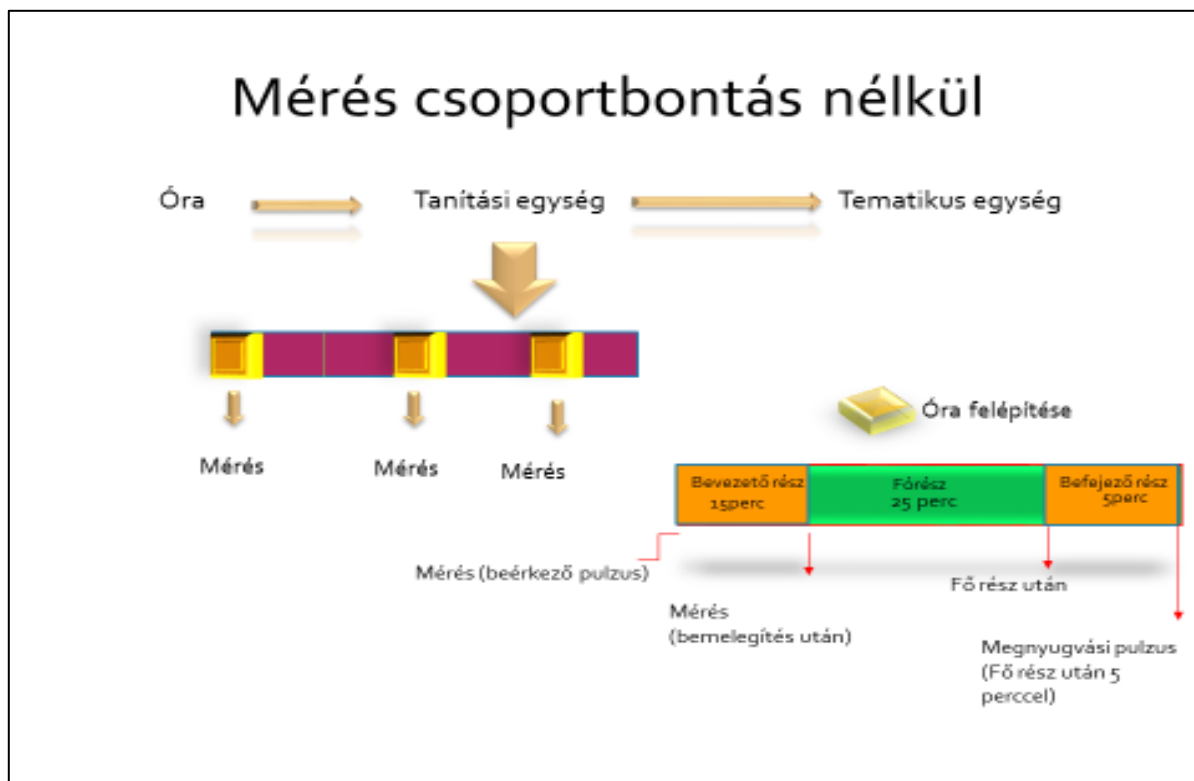 Mérés csoportbontás nélkül
Óra
Tanítási egység
Tematikus egység
Mérés
Mérés
Mérés
Óra felépítése
Bevezető rész
15perc
Fórész
25 perc
Befejező rész
5perc
Mérés (beérkező pulzus)
Mérés
(bemelegítés után)
Fő rész után
Megnyugvási pulzus
(Fő rész után 5
perccel)